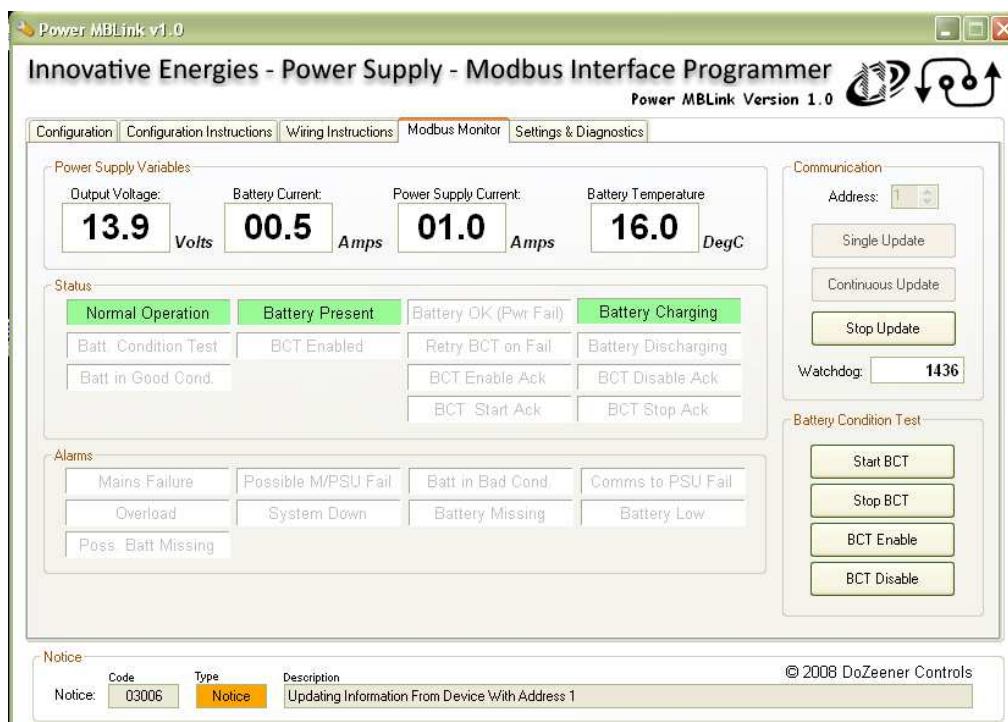 Power MBLink v1.0
Innovative Energies - Power Supply - Modbus Interface Programmer
Power MBLink Version 1.0
Configuration Configuration Instructions Wiring Instructions Modbus Monitor Settings & Diagnostics
Power Supply Variables
Output Voltage: Battery Current: Power Supply Current: Battery Temperature
13.9 Volts 00.5 Amps 01.0 Amps 16.0 DegC
Status
Normal Operation Battery Present Battery OK (Pwr Fail) Battery Charging
Batt. Condition Test BCT Enabled Retry BCT on Fail Battery Discharging
Batt in Good Cond. BCT Enable Ack BCT Disable Ack
BCT Start Ack BCT Stop Ack
Alarms
Mains Failure Possible M/PSU Fail Batt in Bad Cond. Comms to PSU Fail
Overload System Down Battery Missing Battery Low
Poss. Batt Missing
Communication
Address: 1
Single Update
Continuous Update
Stop Update
Watchdog: 1436
Battery Condition Test
Start BCT
Stop BCT
BCT Enable
BCT Disable
Notice
Code Type Description
Notice: 03006 Notice Updating Information From Device With Address 1
© 2008 DoZeener Controls